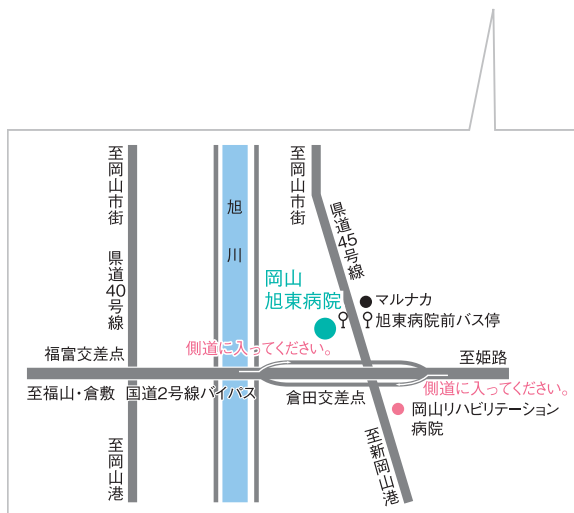 至岡山市街
県道40号線
至岡山港
旭川
至岡山市街
県道45号線
岡山
旭東病院
マルナカ
旭東病院前バス停
側道に入ってください。
福富交差点
至姫路
至福山・倉敷
国道2号線バイパス
倉田交差点
側道に入ってください。
岡山リハビリテーション
病院
至新岡山港